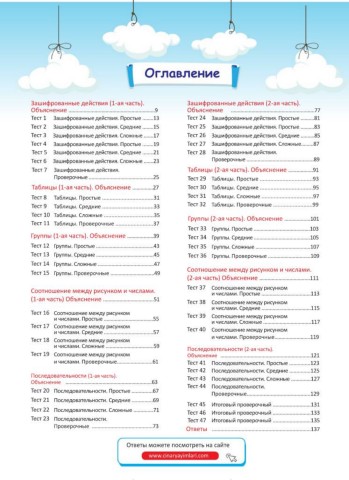 Оглавление
Зашифрованные действия (1-ая часть).
Объяснение ........ 9
Тест 1 Зашифрованные действия. Простые ........ 13
Тест 2 Зашифрованные действия. Средние ........ 15
Тест 3 Зашифрованные действия. Сложные ........ 17
Тест 4 Зашифрованные действия. Простые ........ 19
Тест 5 Зашифрованные действия. Средние ........ 21
Тест 6 Зашифрованные действия. Сложные ........ 23
Тест 7 Зашифрованные действия.
Проверочные ........ 25
Таблицы (1-ая часть). Объяснение ........ 27
Тест 8 Таблицы. Простые ........ 31
Тест 9 Таблицы. Средние ........ 33
Тест 10 Таблицы. Сложные ........ 35
Тест 11 Таблицы. Проверочные ........ 37
Группы (1-ая часть). Объяснение ........ 39
Тест 12 Группы. Простые ........ 43
Тест 13 Группы. Средние ........ 45
Тест 14 Группы. Сложные ........ 47
Тест 15 Группы. Проверочные ........ 49
Соотношение между рисунком и числами.
(1-ая часть) Объяснение ........ 51
Тест 16 Соотношение между рисунком
и числами. Простые ........ 55
Тест 17 Соотношение между рисунком
и числами. Средние ........ 57
Тест 18 Соотношение между рисунком
и числами. Сложные ........ 59
Тест 19 Соотношение между рисунком
и числами. Проверочные ........ 61
Последовательности (1-ая часть).
Объяснение ........ 63
Тест 20 Последовательности. Простые ........ 67
Тест 21 Последовательности. Средние ........ 69
Тест 22 Последовательности. Сложные ........ 71
Тест 23 Последовательности.
Проверочные ........ 73
Зашифрованные действия (2-ая часть).
Объяснение ........ 77
Тест 24 Зашифрованные действия. Простые ........ 81
Тест 25 Зашифрованные действия. Простые ........ 83
Тест 26 Зашифрованные действия. Средние ........ 85
Тест 27 Зашифрованные действия. Сложные ........ 87
Тест 28 Зашифрованные действия.
Проверочные ........ 89
Таблицы (2-ая часть). Объяснение ........ 91
Тест 29 Таблицы. Простые ........ 93
Тест 30 Таблицы. Средние ........ 95
Тест 31 Таблицы. Сложные ........ 97
Тест 32 Таблицы. Проверочные ........ 99
Группы (2-ая часть). Объяснение ........ 101
Тест 33 Группы. Простые ........ 103
Тест 34 Группы. Средние ........ 105
Тест 35 Группы. Сложные ........ 107
Тест 36 Группы. Проверочные ........ 109
Соотношение между рисунком и числами.
(2-ая часть) Объяснение ........ 111
Тест 37 Соотношение между рисунком
и числами. Простые ........ 113
Тест 38 Соотношение между рисунком
и числами. Средние ........ 115
Тест 39 Соотношение между рисунком
и числами. Сложные ........ 117
Тест 40 Соотношение между рисунком
и числами. Проверочные ........ 119
Последовательности (2-ая часть).
Объяснение ........ 121
Тест 41 Последовательности. Простые ........ 123
Тест 42 Последовательности. Средние ........ 125
Тест 43 Последовательности. Сложные ........ 127
Тест 44 Последовательности.
Проверочные ........ 129
Тест 45 Итоговый проверочный ........ 131
Тест 46 Итоговый проверочный ........ 133
Тест 47 Итоговый проверочный ........ 135
Ответы ........ 137
Ответы можете посмотреть на сайте
www.cinarsyayinlari.com